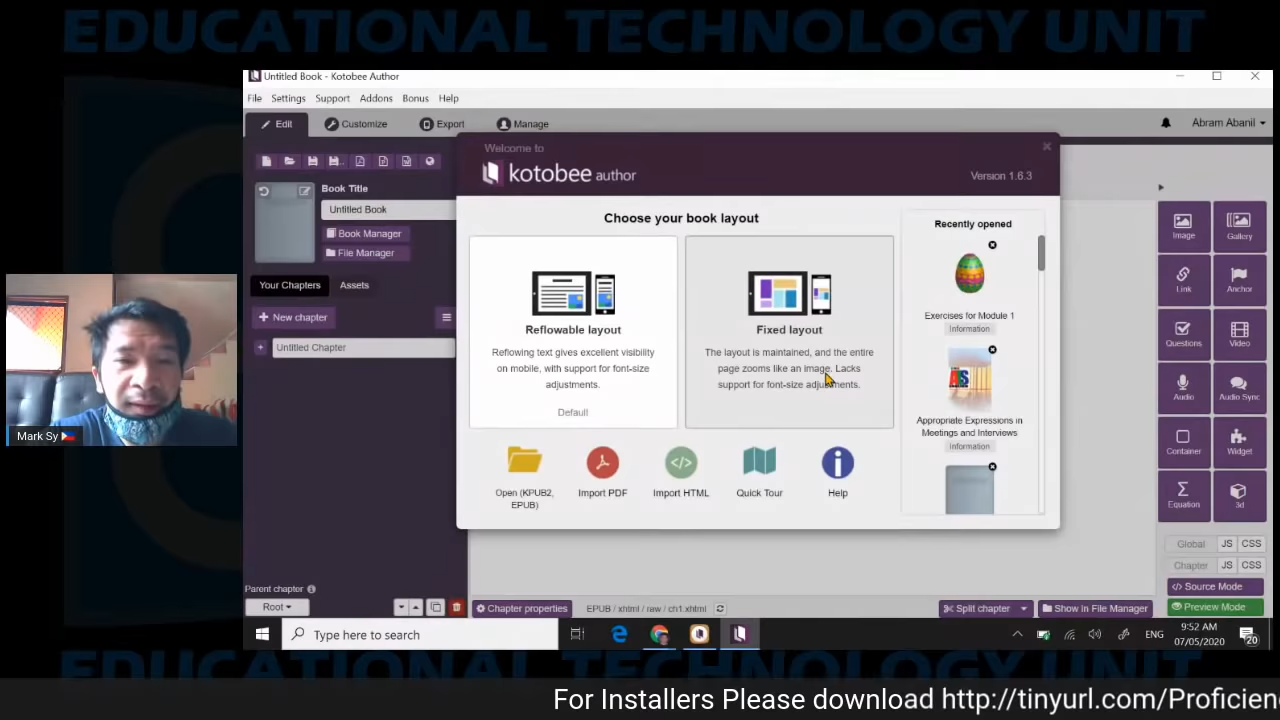 EDUCATIONAL TECHNOLOGY UNIT
Untitled Book - Kotobee Author
File Settings Support Addons Bonus Help
Edit Customize Export Manage
Abram Abanil
Book Title
Untitled Book
Book Manager
File Manager
Your Chapters Assets
New chapter
Untitled Chapter
Parent chapter
Root
Welcome to
kotobee author
Version 1.6.3
Choose your book layout
Reflowable layout
Reflowing text gives excellent visibility
on mobile, with support for font-size
adjustments.
Default
Fixed layout
The layout is maintained, and the entire
page zooms like an image. Lacks
support for font-size adjustments.
Open (KPUB2,
EPUB)
Import PDF
Import HTML
Quick Tour
Help
Recently opened
Exercises for Module 1
Information
Appropriate Expressions in
Meetings and Interviews
Information
Image Gallery
Link Anchor
Questions Video
Audio Audio Sync
Container Widget
Equation 3d
Global JS CSS
Chapter JS CSS
Source Mode
Preview Mode
Chapter properties EPUB / xhtml / raw / ch1.xhtml Split chapter Show in File Manager
Type here to search
ENG
9:52 AM
07/05/2020
20
Mark Sy
For Installers Please download http://tinyurl.com/Proficien